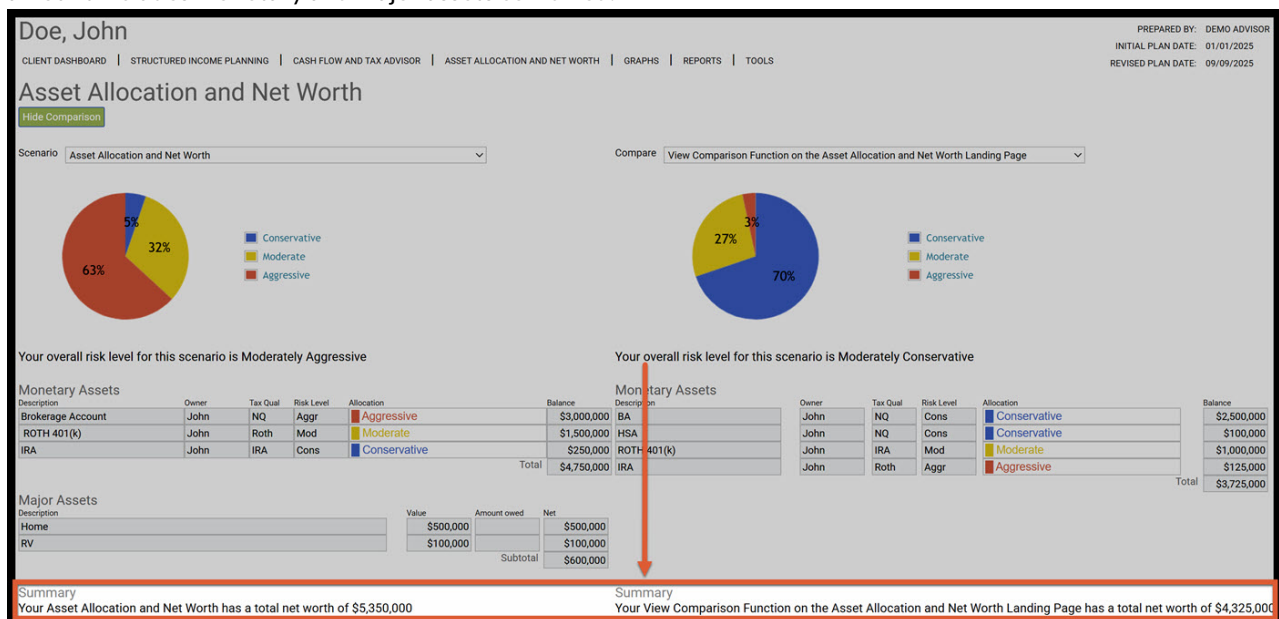 Doe, John
PREPARED BY: DEMO ADVISOR
INITIAL PLAN DATE: 01/01/2025
REVISED PLAN DATE: 09/09/2025
CLIENT DASHBOARD | STRUCTURED INCOME PLANNING | CASH FLOW AND TAX ADVISOR | ASSET ALLOCATION AND NET WORTH | GRAPHS | REPORTS | TOOLS
Asset Allocation and Net Worth
Hide Comparison
Scenario Asset Allocation and Net Worth
5%
32%
63%
Conservative
Moderate
Aggressive
Your overall risk level for this scenario is Moderately Aggressive
Monetary Assets
Description Owner Tax Qual Risk Level Allocation Balance
Brokerage Account John NQ Aggr Aggressive $3,000,000
ROTH 401(k) John Roth Mod Moderate $1,500,000
IRA John IRA Cons Conservative $250,000
Total $4,750,000
Major Assets
Description Value Amount owed Net
Home $500,000 $500,000
RV $100,000 $100,000
Subtotal $600,000
Summary
Your Asset Allocation and Net Worth has a total net worth of $5,350,000
Compare View Comparison Function on the Asset Allocation and Net Worth Landing Page
3%
27%
70%
Conservative
Moderate
Aggressive
Your overall risk level for this scenario is Moderately Conservative
Monetary Assets
Description Owner Tax Qual Risk Level Allocation Balance
BA John NQ Cons Conservative $2,500,000
HSA John NQ Cons Conservative $100,000
ROTH 401(k) John IRA Mod Moderate $1,000,000
IRA John Roth Aggr Aggressive $125,000
Total $3,725,000
Summary
Your View Comparison Function on the Asset Allocation and Net Worth Landing Page has a total net worth of $4,325,000